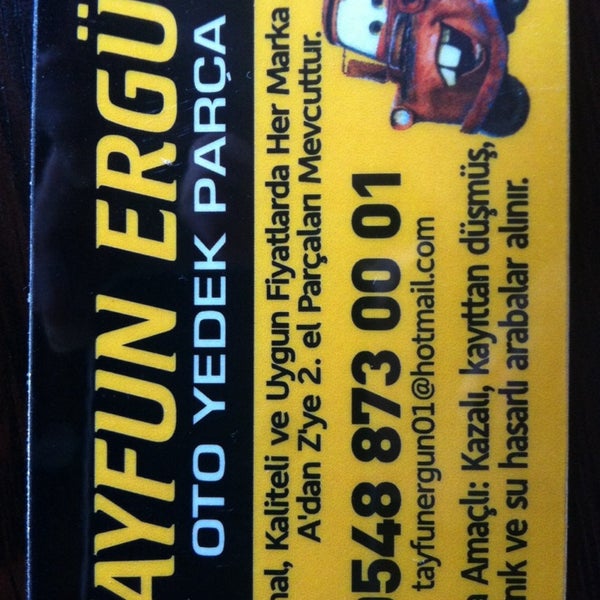 AYFUN ERGÜ
OTO YEDEK PARÇA
nal, Kaliteli ve Uygun Fiyatlarda Her Marka
A'dan Z'ye 2. el Parçaları Mevcuttur.
0548 873 00 01
tayfunergun01@hotmail.com
a Amaçlı: Kazalı, kayıttan düşmüş,
nık ve su hasarlı arabalar alınır.